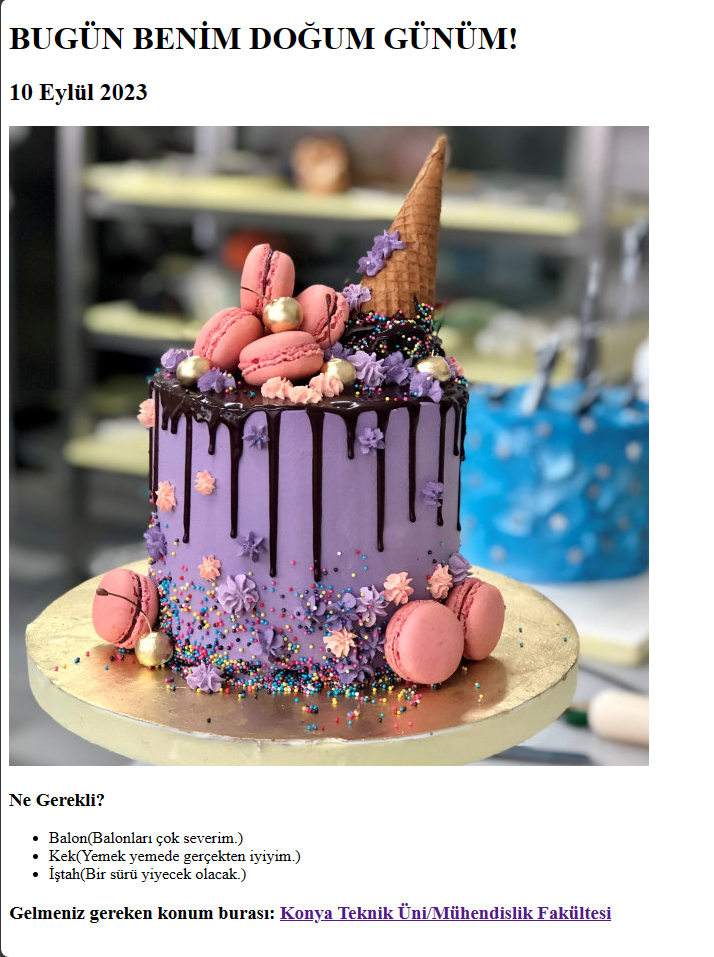 BUGÜN BENİM DOĞUM GÜNÜM!
10 Eylül 2023
Ne Gerekli?
Balon(Balonları çok severim.)
Kek(Yemek yemede gerçekten iyiyim.)
İştah(Bir sürü yiyecek olacak.)
Gelmeniz gereken konum burası: Konya Teknik Üni/Mühendislik Fakültesi